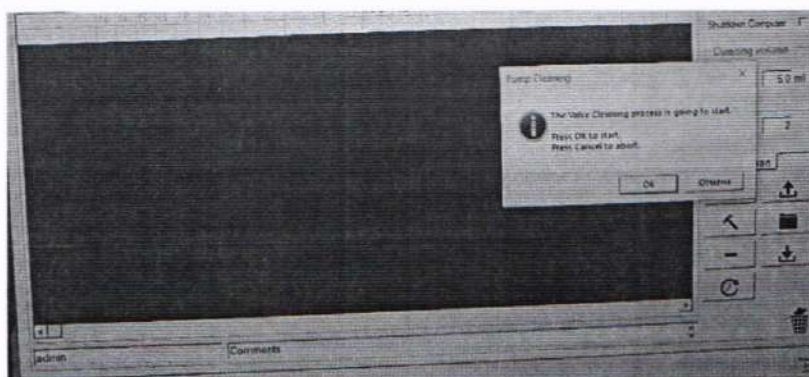 Shutdown Computer
Cleaning volume
Pump Cleaning
5.0 ml
The Valve Cleaning process is going to start.
Press OK to start.
Press Cancel to abort.
2
Ok
admin
Comments